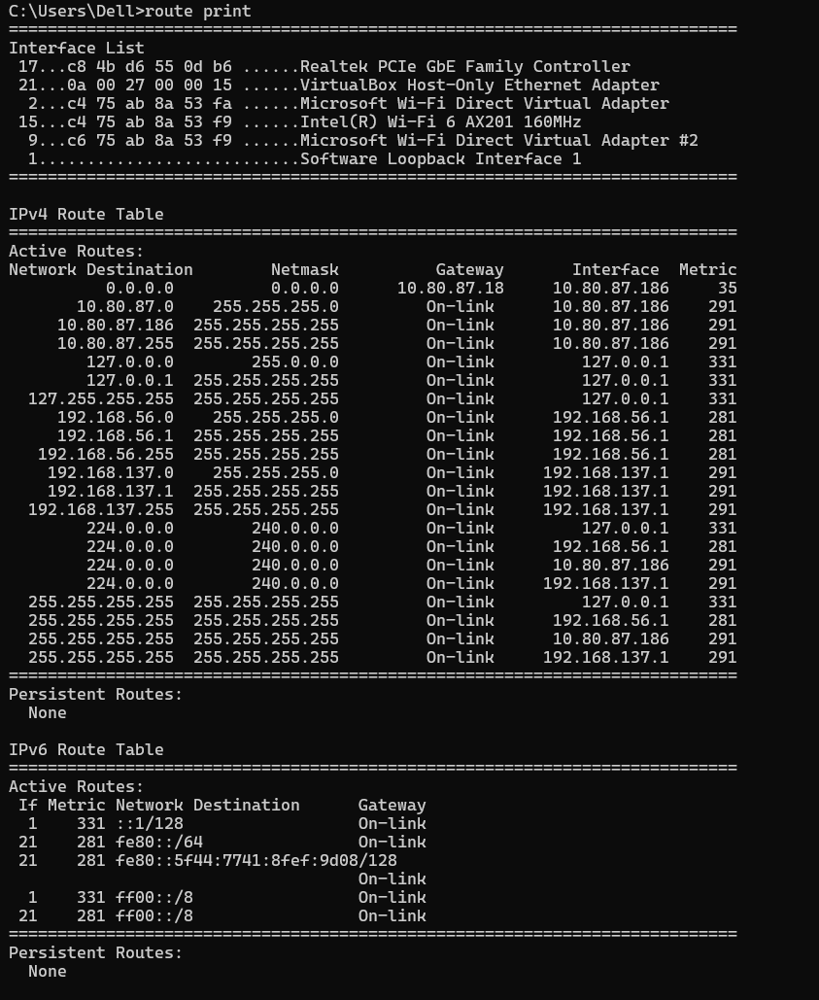 C:\Users\Dell>route print
===========================================================================
Interface List
 17...c8 4b d6 55 0d b6 ......Realtek PCIe GbE Family Controller
 21...0a 00 27 00 00 15 ......VirtualBox Host-Only Ethernet Adapter
  2...c4 75 ab 8a 53 fa ......Microsoft Wi-Fi Direct Virtual Adapter
 15...c4 75 ab 8a 53 f9 ......Intel(R) Wi-Fi 6 AX201 160MHz
  9...c6 75 ab 8a 53 f9 ......Microsoft Wi-Fi Direct Virtual Adapter #2
  1...........................Software Loopback Interface 1
===========================================================================

IPv4 Route Table
===========================================================================
Active Routes:
Network Destination        Netmask          Gateway       Interface  Metric
          0.0.0.0          0.0.0.0      10.80.87.18     10.80.87.186     35
       10.80.87.0    255.255.255.0         On-link      10.80.87.186    291
     10.80.87.186  255.255.255.255         On-link      10.80.87.186    291
     10.80.87.255  255.255.255.255         On-link      10.80.87.186    291
        127.0.0.0        255.0.0.0         On-link         127.0.0.1    331
        127.0.0.1  255.255.255.255         On-link         127.0.0.1    331
  127.255.255.255  255.255.255.255         On-link         127.0.0.1    331
     192.168.56.0    255.255.255.0         On-link      192.168.56.1    281
     192.168.56.1  255.255.255.255         On-link      192.168.56.1    281
   192.168.56.255  255.255.255.255         On-link      192.168.56.1    281
    192.168.137.0    255.255.255.0         On-link     192.168.137.1    291
    192.168.137.1  255.255.255.255         On-link     192.168.137.1    291
  192.168.137.255  255.255.255.255         On-link     192.168.137.1    291
        224.0.0.0        240.0.0.0         On-link         127.0.0.1    331
        224.0.0.0        240.0.0.0         On-link      192.168.56.1    281
        224.0.0.0        240.0.0.0         On-link      10.80.87.186    291
        224.0.0.0        240.0.0.0         On-link     192.168.137.1    291
  255.255.255.255  255.255.255.255         On-link         127.0.0.1    331
  255.255.255.255  255.255.255.255         On-link      192.168.56.1    281
  255.255.255.255  255.255.255.255         On-link      10.80.87.186    291
  255.255.255.255  255.255.255.255         On-link     192.168.137.1    291
===========================================================================
Persistent Routes:
  None

IPv6 Route Table
===========================================================================
Active Routes:
 If Metric Network Destination      Gateway
  1    331 ::1/128                  On-link
 21    281 fe80::/64                On-link
 21    281 fe80::5f44:7741:8fef:9d08/128
                                    On-link
  1    331 ff00::/8                 On-link
 21    281 ff00::/8                 On-link
===========================================================================
Persistent Routes:
  None